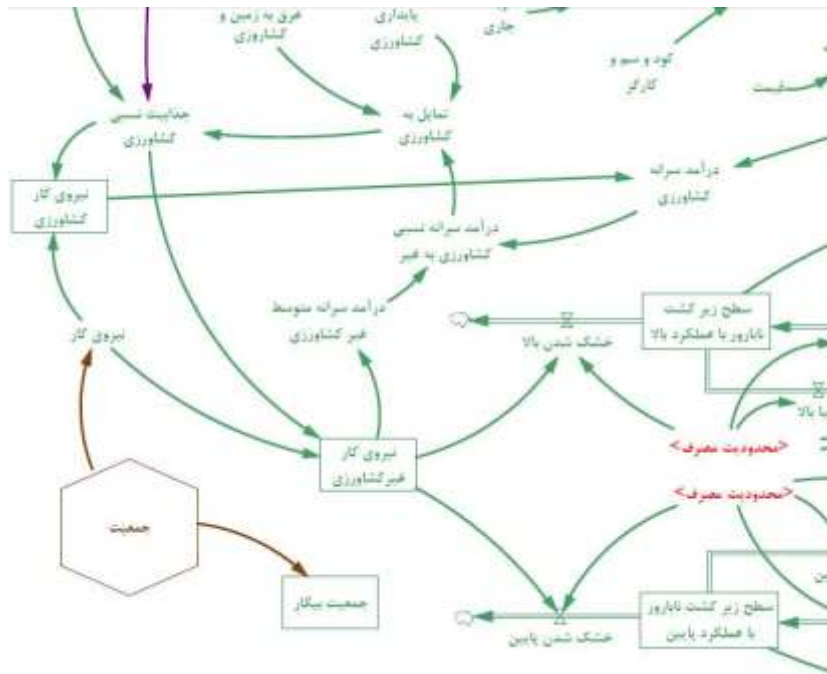 عرق به زمین و
کشاورزی
پایداری
کشاورزی
جاری
کود و سم و
کارگر
قیمت
جذابیت نسبی
کشاورزی
تمایل به
کشاورزی
درآمد سرانه
کشاورزی
نیروی کار
کشاورزی
درآمد سرانه نسبی
کشاورزی به غیر
درآمد سرانه متوسط
غیر کشاورزی
سطح زیر کشت
نابارور با عملکرد بالا
خشک شدن بالا
نیروی کار
با بالا
<محدودیت مصرف>
نیروی کار
غیرکشاورزی
<محدودیت مصرف>
جمعیت
جمعیت بیکار
سطح زیر کشت نابارور
با عملکرد پایین
خشک شدن پایین